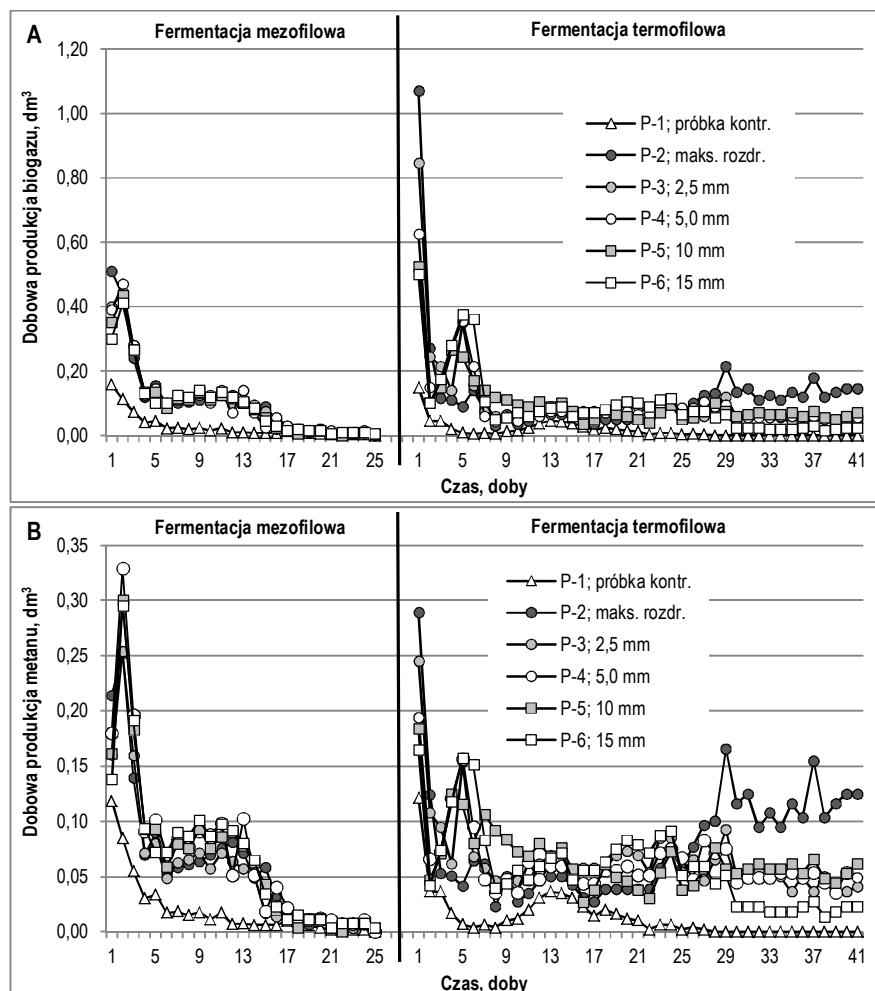 A
Fermentacja mezofilowa
Fermentacja termofilowa
Dobowa produkcja biogazu, dm³
1,20
1,00
0,80
0,60
0,40
0,20
0,00
P-1; próbka kontr.
P-2; maks. rozdr.
P-3; 2,5 mm
P-4; 5,0 mm
P-5; 10 mm
P-6; 15 mm
1 5 9 13 17 21 25 1 5 9 13 17 21 25 29 33 37 41
Czas, doby
B
Fermentacja mezofilowa
Fermentacja termofilowa
Dobowa produkcja metanu, dm³
0,35
0,30
0,25
0,20
0,15
0,10
0,05
0,00
P-1; próbka kontr.
P-2; maks. rozdr.
P-3; 2,5 mm
P-4; 5,0 mm
P-5; 10 mm
P-6; 15 mm
1 5 9 13 17 21 25 1 5 9 13 17 21 25 29 33 37 41
Czas, doby